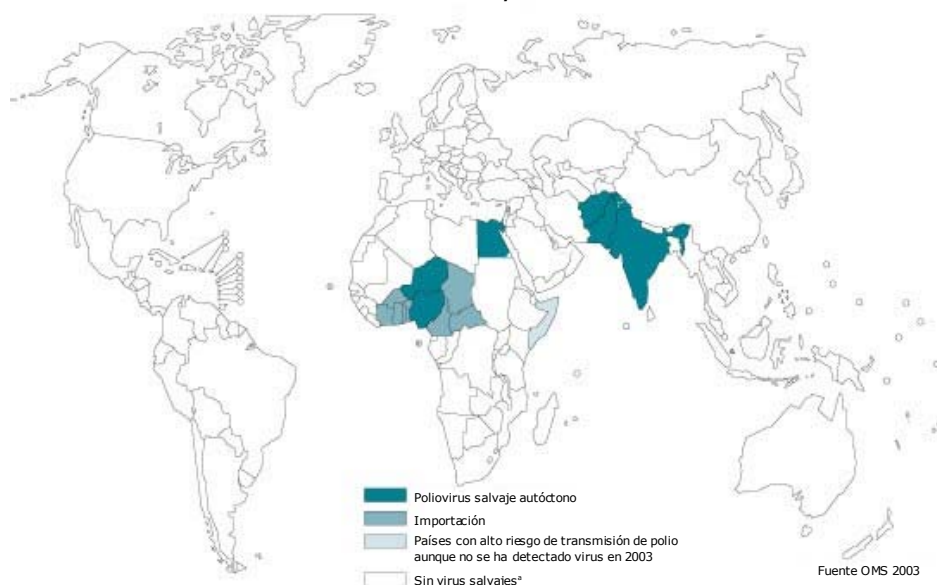 Poliovirus salvaje autóctono
Importación
Países con alto riesgo de transmisión de polio
aunque no se ha detectado virus en 2003
Sin virus salvajesª
Fuente OMS 2003